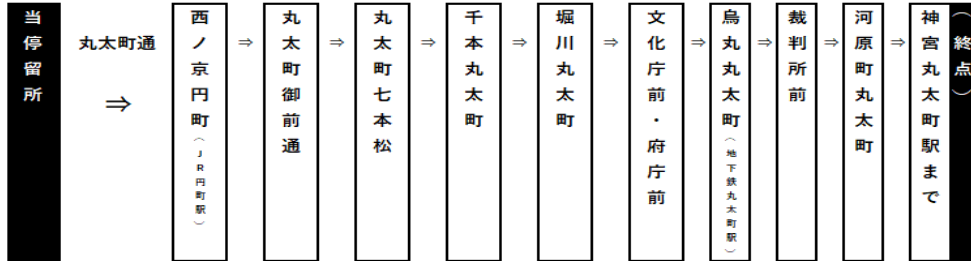 当停留所
丸太町通
⇒
西ノ京円町（JR円町駅）
⇒
丸太町御前通
⇒
丸太町七本松
⇒
千本丸太町
⇒
堀川丸太町
⇒
文化庁前・府庁前
⇒
烏丸丸太町（地下鉄丸太町駅）
⇒
裁判所前
⇒
河原町丸太町
⇒
神宮丸太町駅まで
（終点）